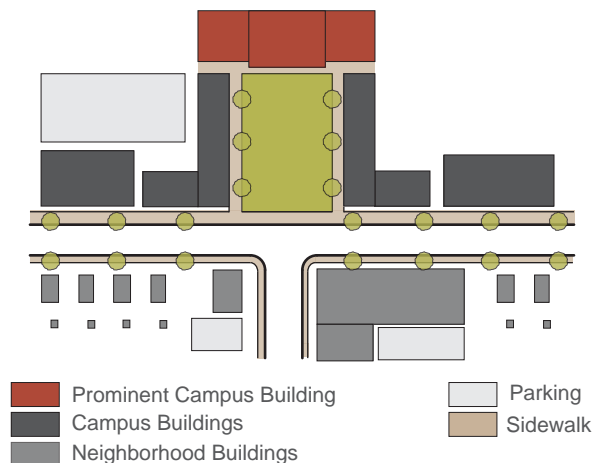 Prominent Campus Building
Campus Buildings
Neighborhood Buildings
Parking
Sidewalk